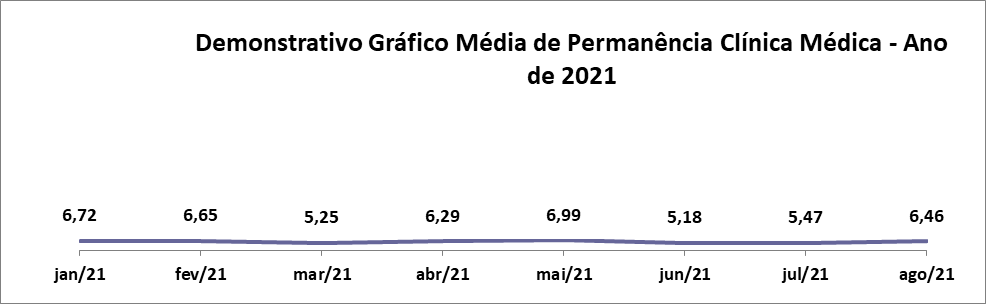 Demonstrativo Gráfico Média de Permanência Clínica Médica - Ano
de 2021
6,72 6,65 5,25 6,29 6,99 5,18 5,47 6,46
jan/21 fev/21 mar/21 abr/21 mai/21 jun/21 jul/21 ago/21